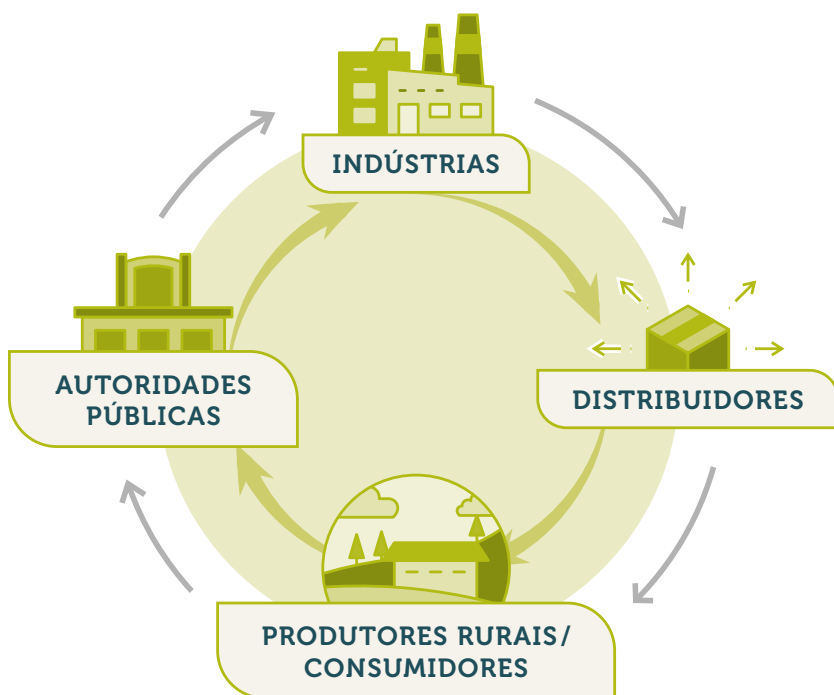 INDÚSTRIAS
AUTORIDADES
PÚBLICAS
DISTRIBUIDORES
PRODUTORES RURAIS/
CONSUMIDORES